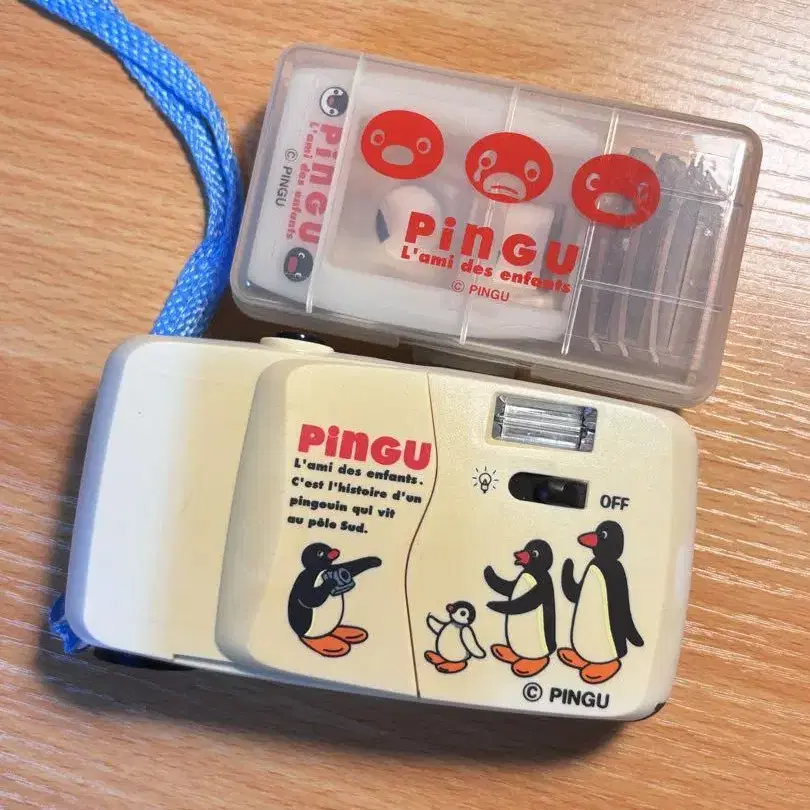 PiNGU
L'ami des enfants
© PINGU
PiNGU
L'ami des enfants
© PINGU
PiNGU
L'ami des enfants.
C'est l'histoire d'un
pingouin qui vit
au pôle Sud.
OFF
© PINGU